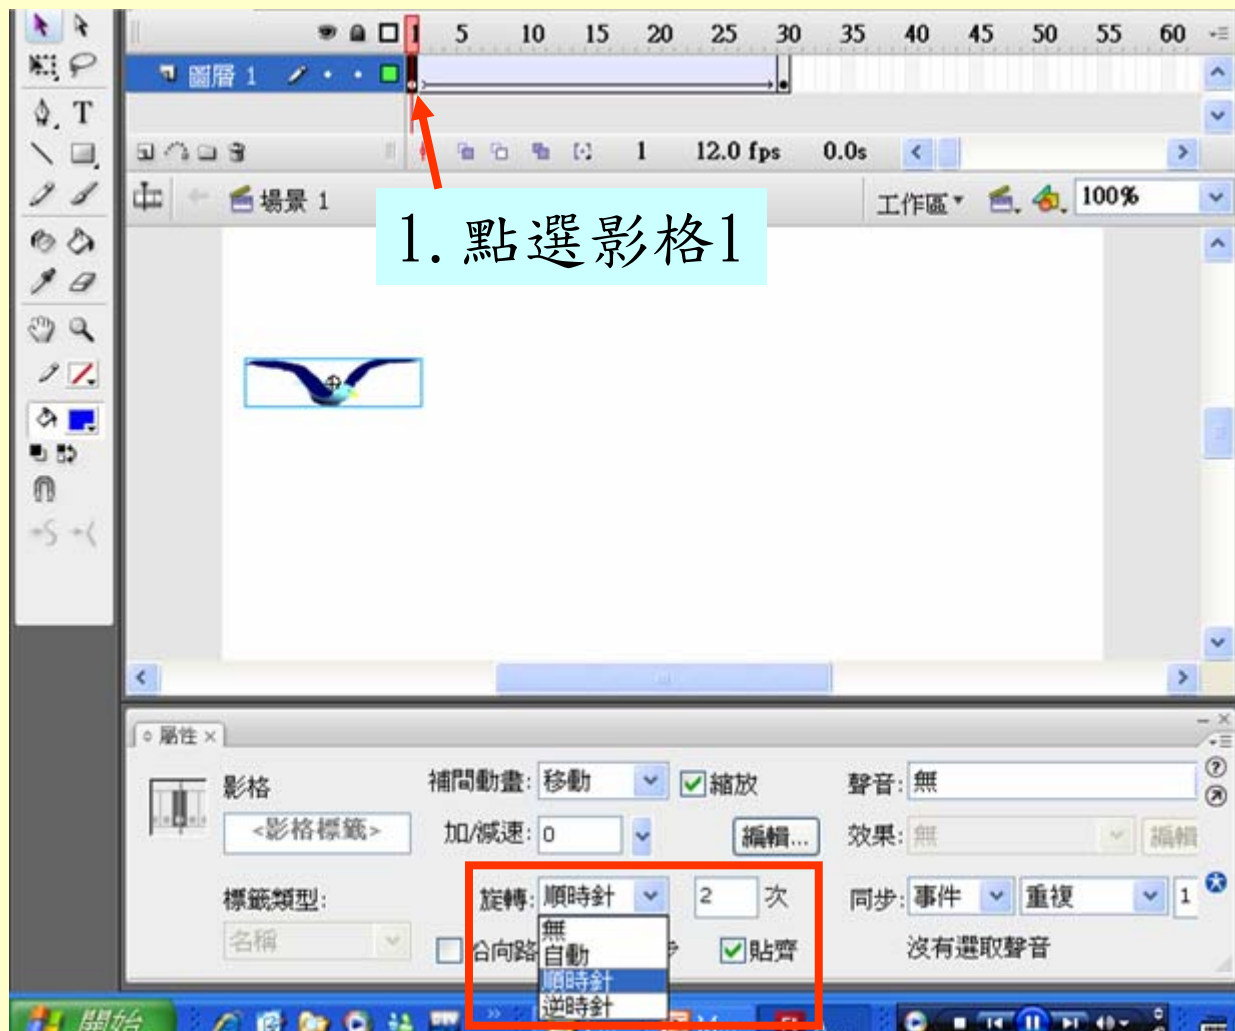 1 5 10 15 20 25 30 35 40 45 50 55 60
圖層 1
1 12.0 fps 0.0s
場景 1
工作區
100%
1. 點選影格1
屬性
影格
<影格標籤>
標籤類型:
名稱
補間動畫: 移動
縮放
加/減速: 0
編輯...
旋轉: 順時針 2 次
無
自動
順時針
逆時針
貼齊
聲音: 無
效果: 無
編輯
同步: 事件 重複 1
沒有選取聲音
開始